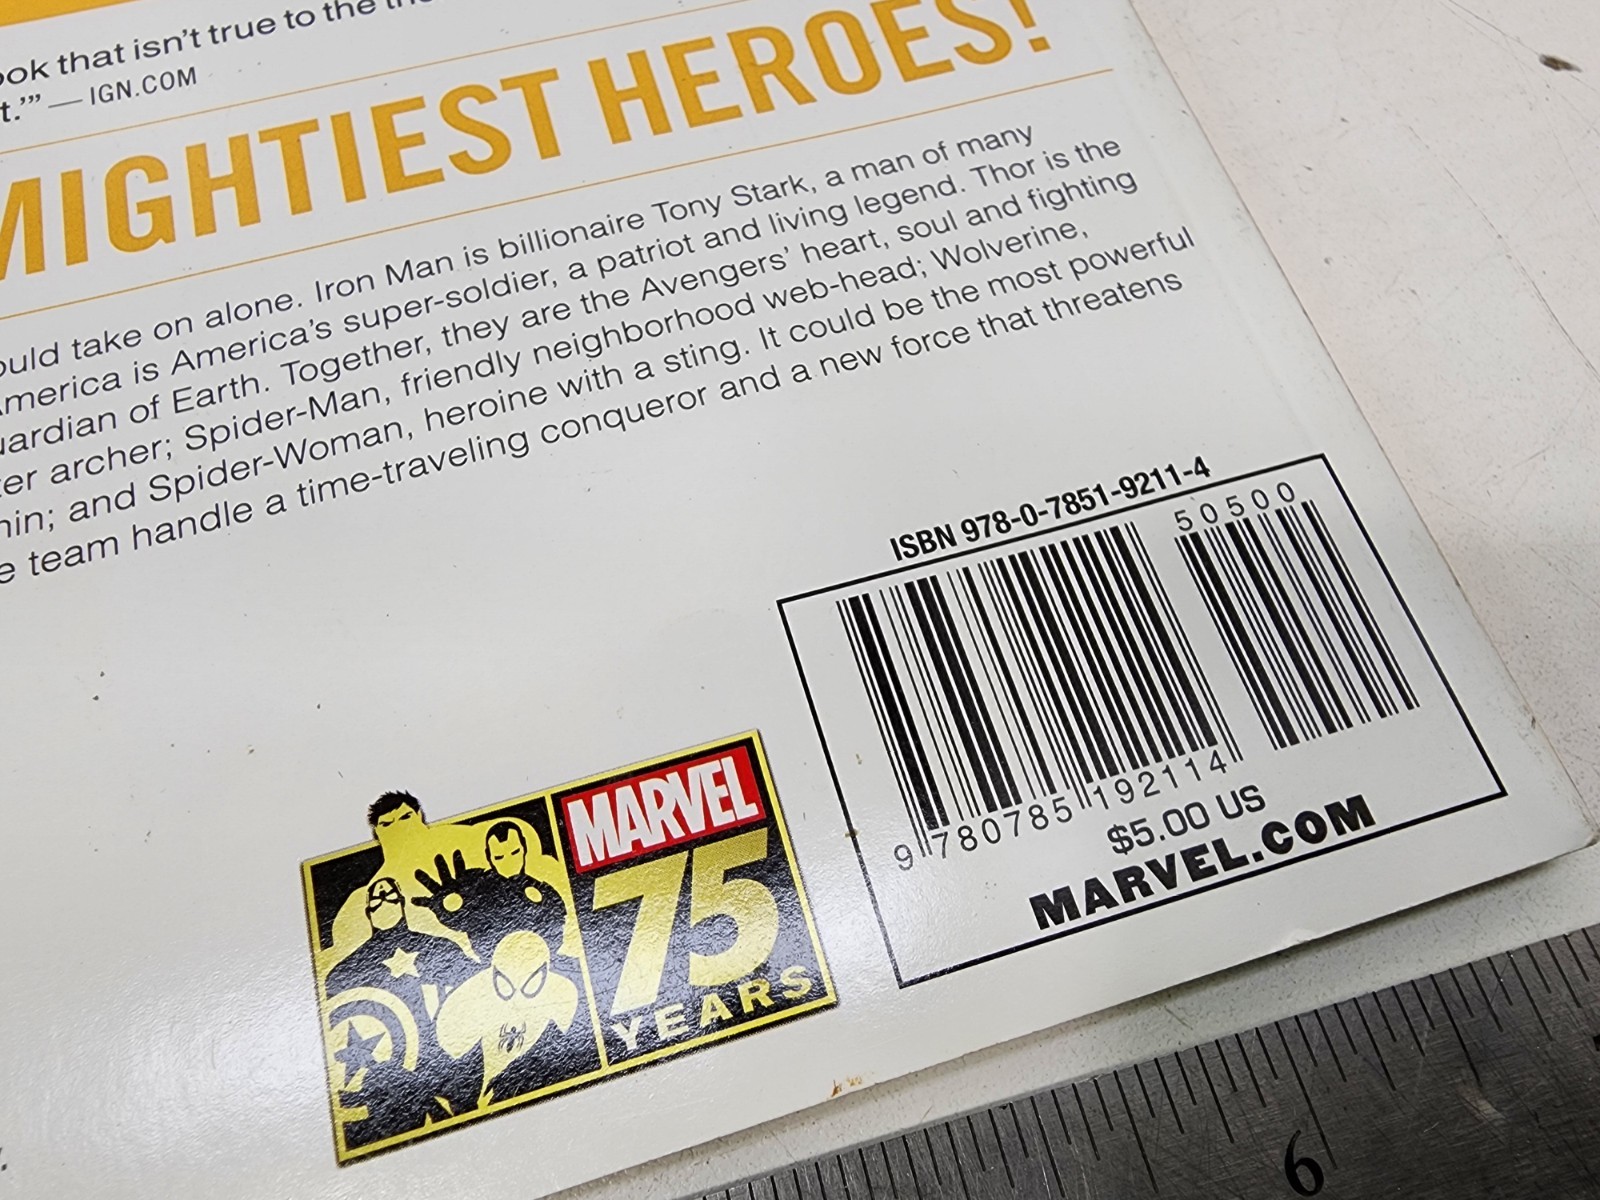 ook that isn't true to the
t.'" — IGN.COM
MIGHTIEST HEROES!
ould take on alone. Iron Man is billionaire Tony Stark, a man of many
America is America's super-soldier, a patriot and living legend. Thor is the
uardian of Earth. Together, they are the Avengers' heart, soul and fighting
er archer; Spider-Man, friendly neighborhood web-head; Wolverine,
hin; and Spider-Woman, heroine with a sting. It could be the most powerful
e team handle a time-traveling conqueror and a new force that threatens
ISBN 978-0-7851-9211-4
50500
9 780785 192114
$5.00 US
MARVEL.COM
MARVEL
75
YEARS
6